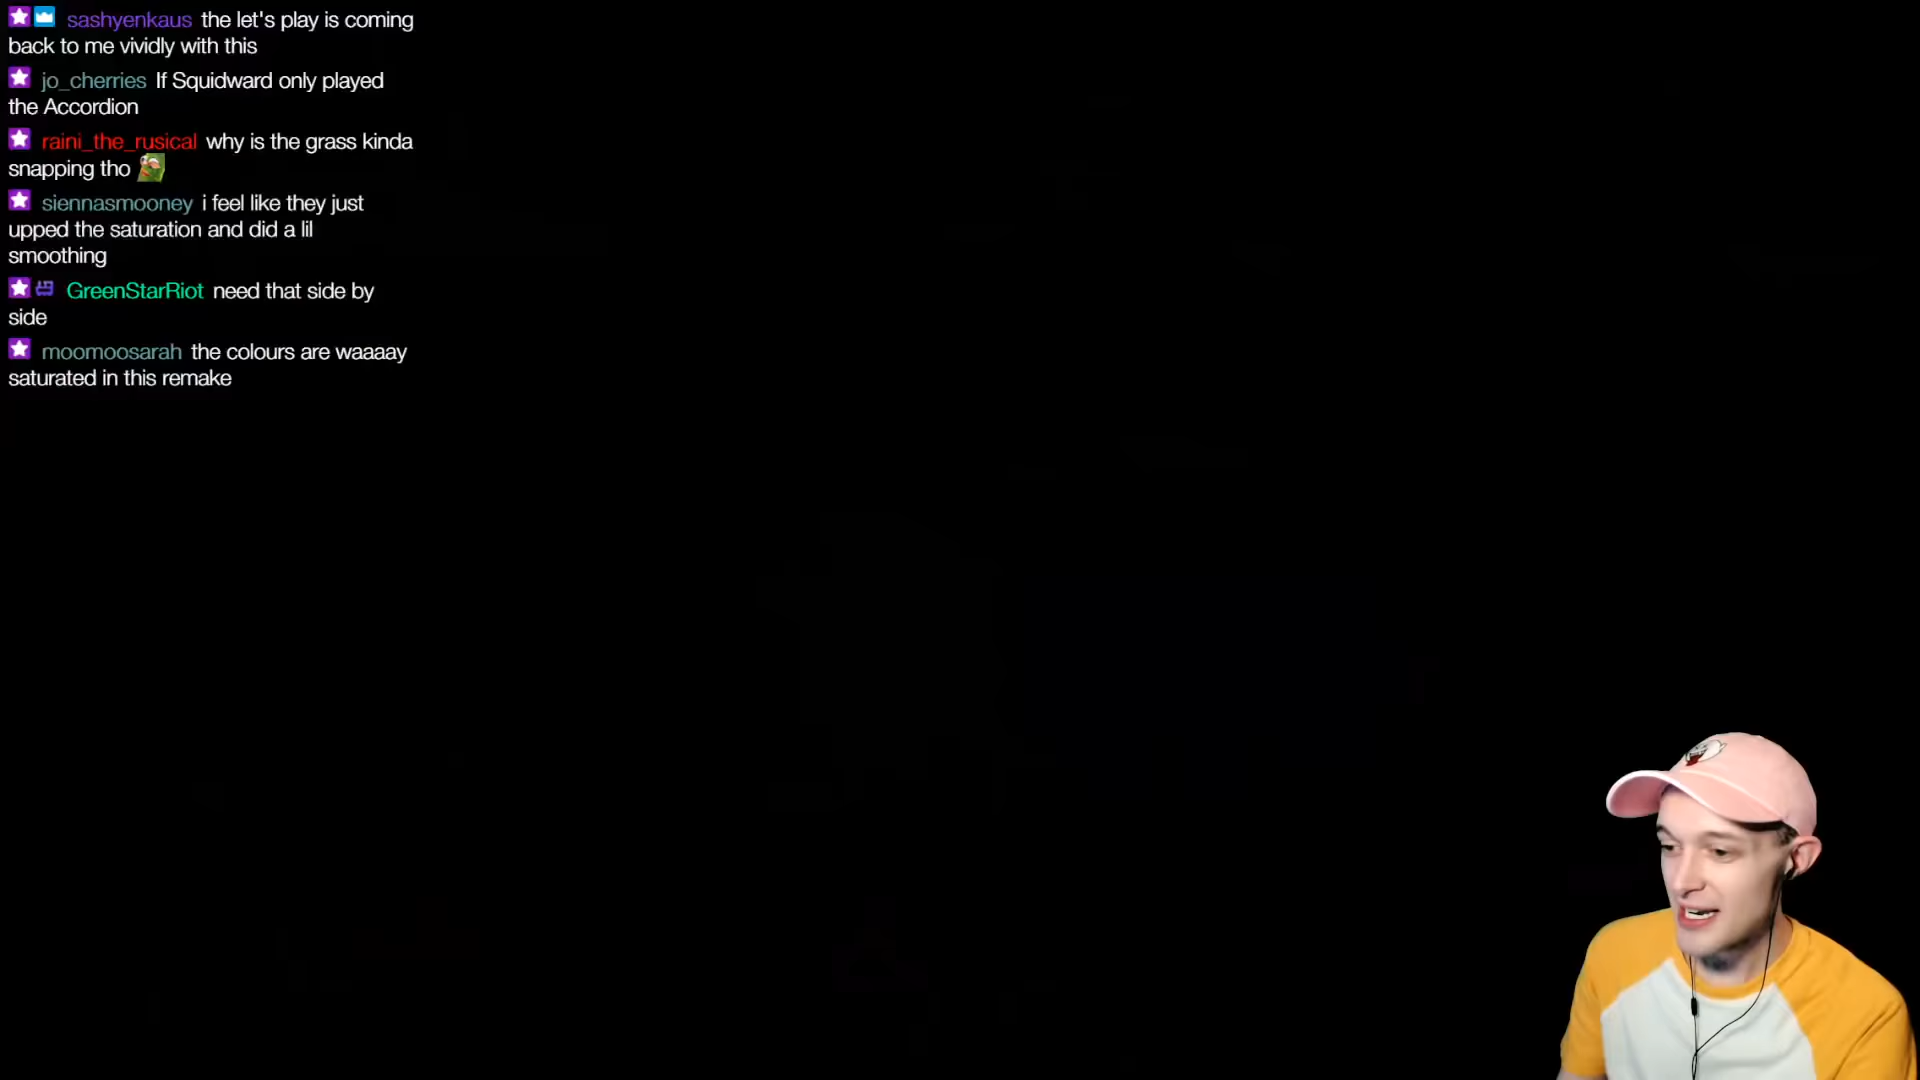 sashyenkaus the let's play is coming
back to me vividly with this
jo_cherries If Squidward only played
the Accordion
raini_the_rusical why is the grass kinda
snapping tho
siennasmooney i feel like they just
upped the saturation and did a lil
smoothing
GreenStarRiot need that side by
side
moomoosarah the colours are waaaay
saturated in this remake